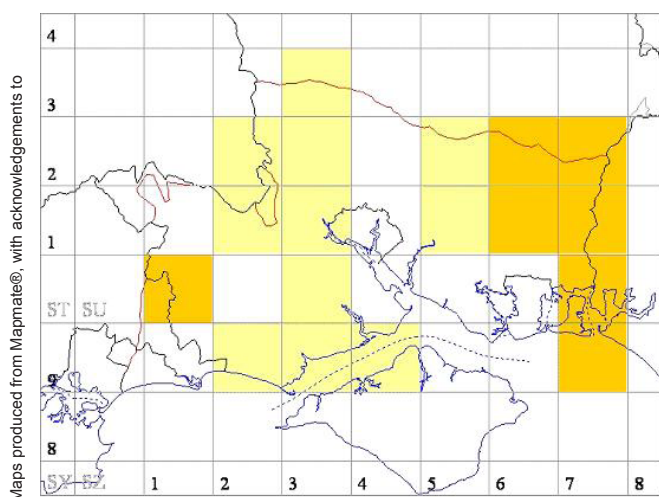 Maps produced from Mapmate®, with acknowledgements to
4
3
2
1
ST SU
9
8
SY SZ
1 2 3 4 5 6 7 8